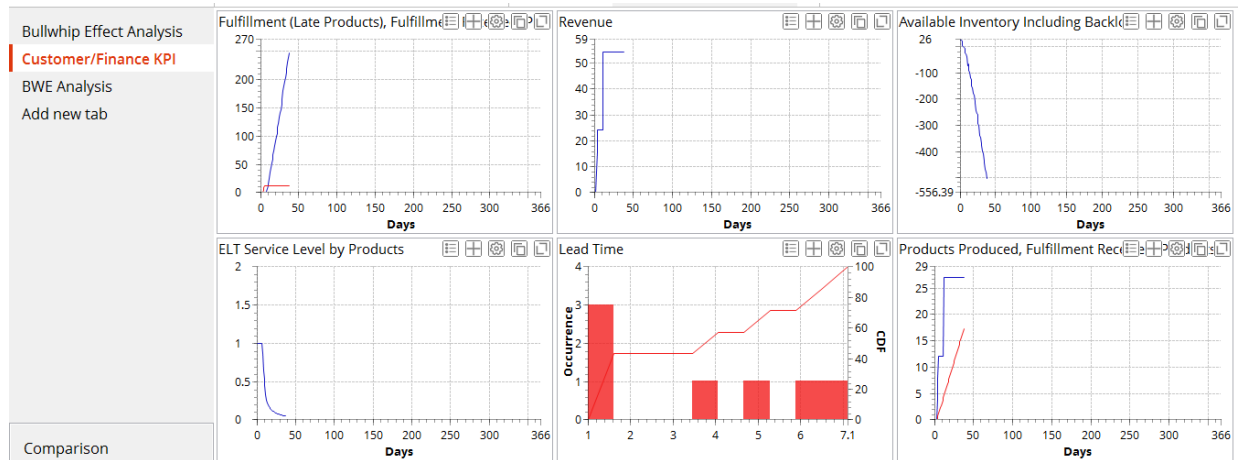 Bullwhip Effect Analysis
Customer/Finance KPI
BWE Analysis
Add new tab
Comparison
Fulfillment (Late Products), Fulfillme
270
200
150
100
50
0
0 50 100 150 200 250 300 366
Days
Revenue
59
50
40
30
20
10
0
0 50 100 150 200 250 300 366
Days
Available Inventory Including Backlo
26
-100
-200
-300
-400
-556.39
0 50 100 150 200 250 300 366
Days
ELT Service Level by Products
2
1.5
1
0.5
0
0 50 100 150 200 250 300 366
Days
Lead Time
Occurrence
4
3
2
1
0
1 2 3 4 5 6 7.1
100
80
60
40
20
0
CDF
Products Produced, Fulfillment Rece
29
25
20
15
10
5
0
0 50 100 150 200 250 300 366
Days